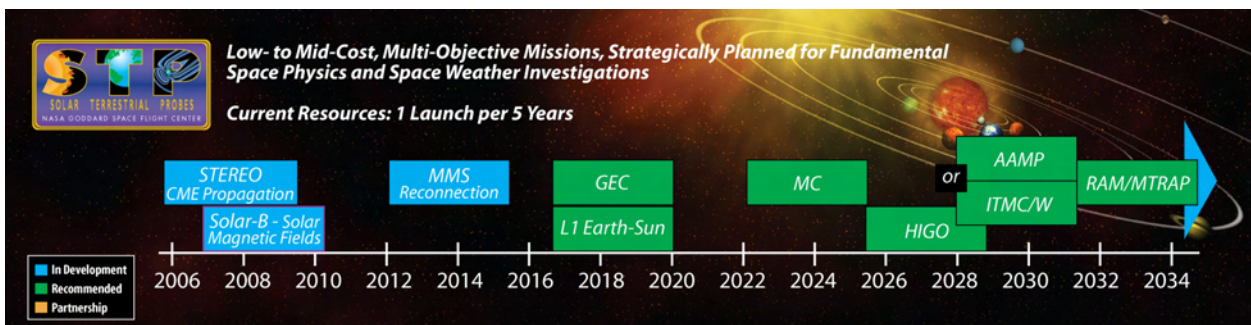 STP
SOLAR TERRESTRIAL PROBES
NASA GODDARD SPACE FLIGHT CENTER
Low- to Mid-Cost, Multi-Objective Missions, Strategically Planned for Fundamental
Space Physics and Space Weather Investigations
Current Resources: 1 Launch per 5 Years
STEREO
CME Propagation
Solar-B - Solar
Magnetic Fields
MMS
Reconnection
GEC
L1 Earth-Sun
MC
HIGO
or
AAMP
ITMC/W
RAM/MTRAP
2006 2008 2010 2012 2014 2016 2018 2020 2022 2024 2026 2028 2030 2032 2034
In Development
Recommended
Partnership